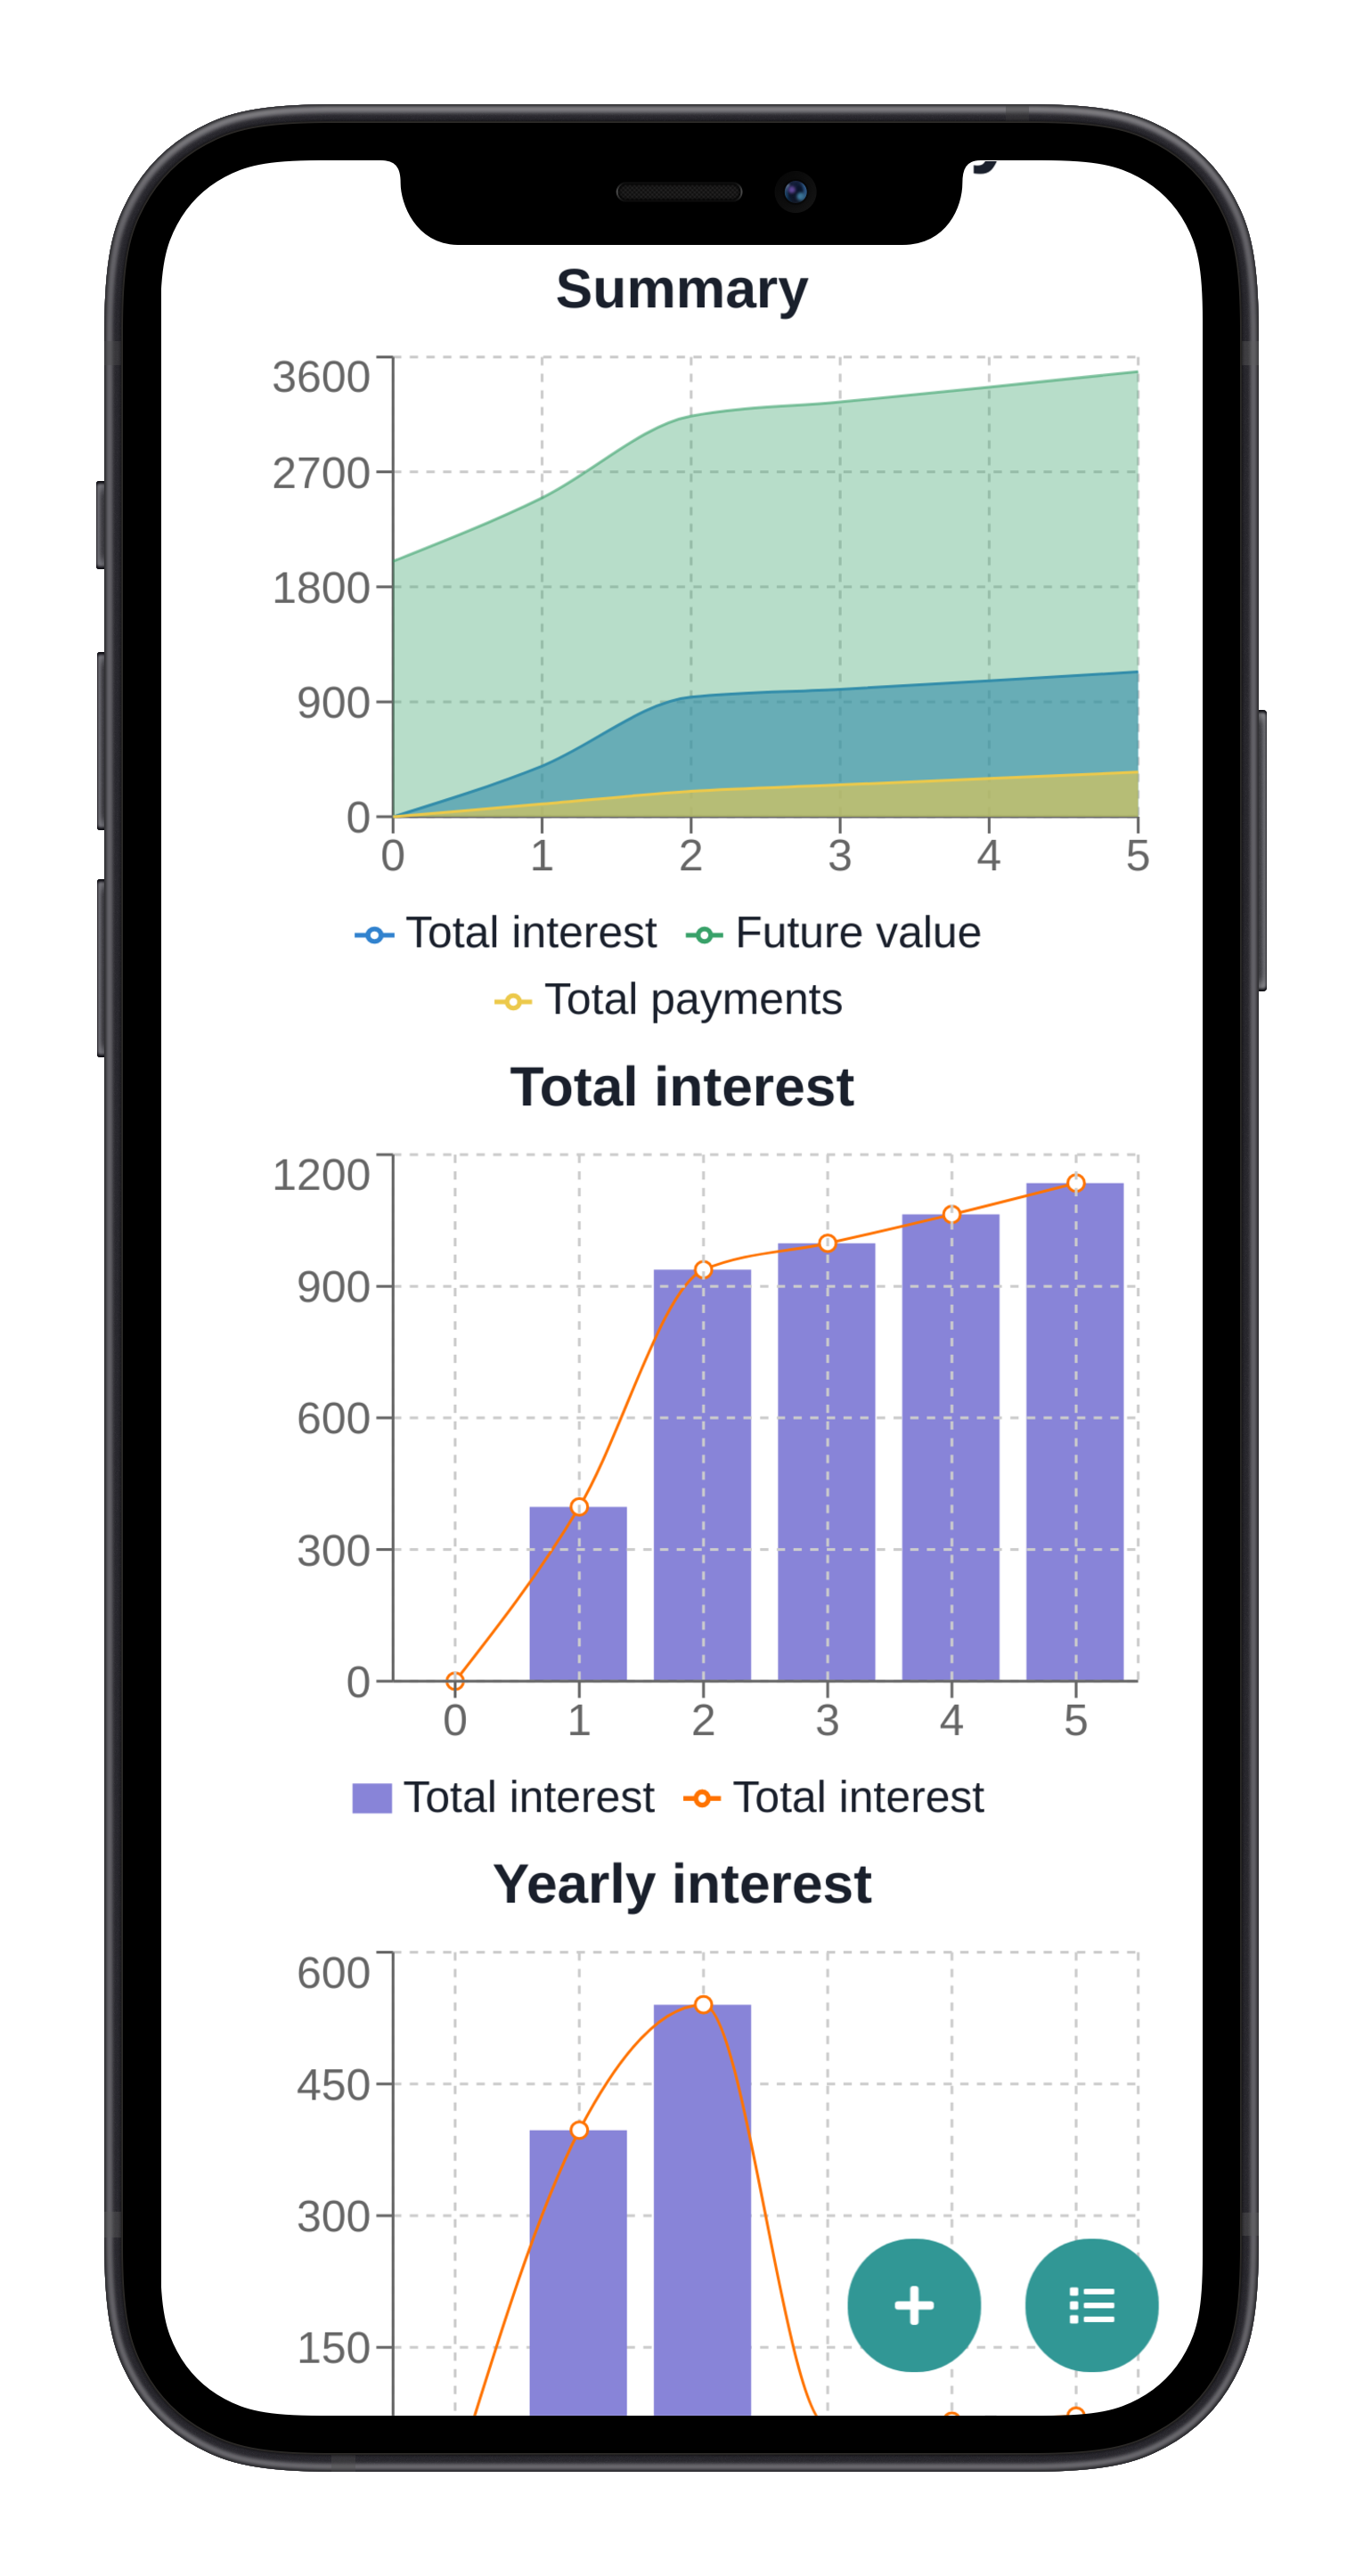 Summary
3600
2700
1800
900
0
0 1 2 3 4 5
Total interest Future value
Total payments
Total interest
1200
900
600
300
0
0 1 2 3 4 5
Total interest Total interest
Yearly interest
600
450
300
150